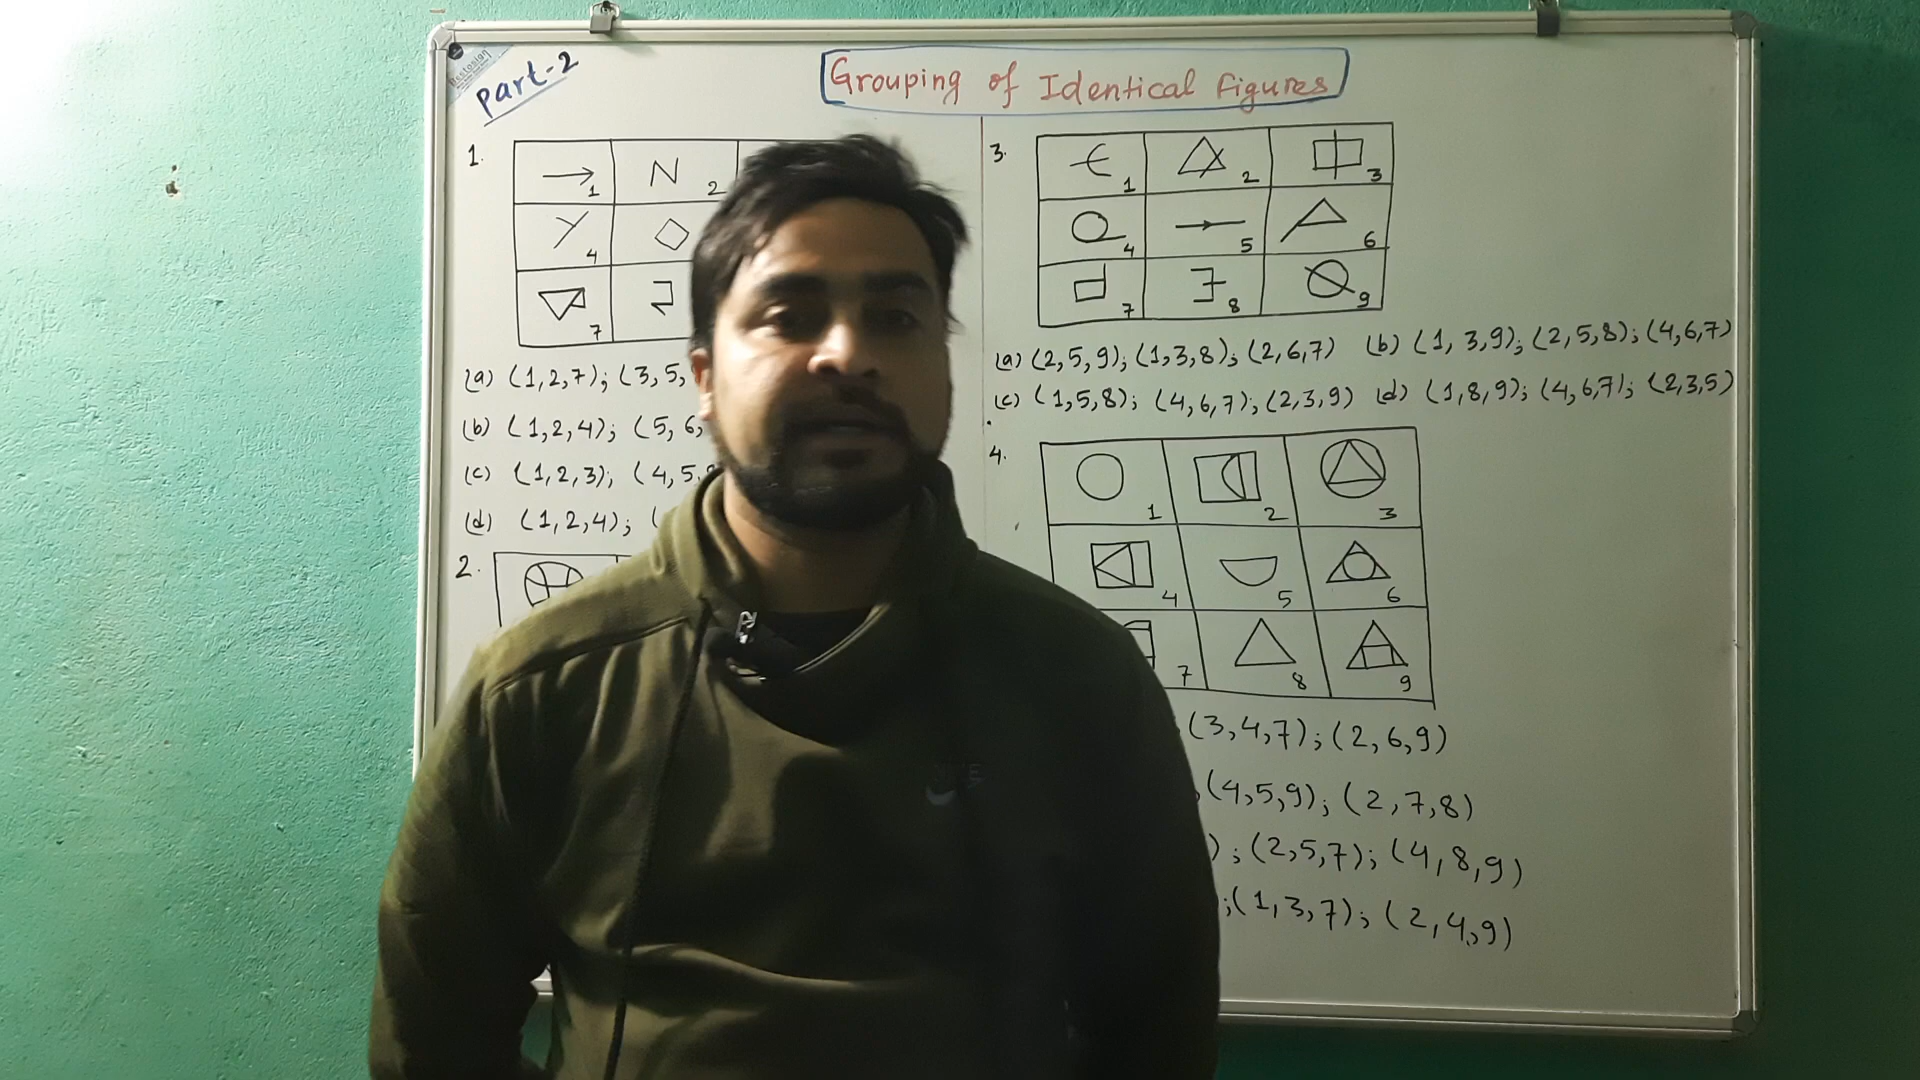 Part-2
Grouping of Identical figures
1.
1
2
4
7
(a) (1,2,7); (3,5,
(b) (1,2,4); (5,6,
(c) (1,2,3); (4,5,
(d) (1,2,4); (
2.
3.
1
2
3
4
5
6
7
8
9
(a) (2,5,9); (1,3,8); (2,6,7) (b) (1,3,9); (2,5,8); (4,6,7)
(c) (1,5,8); (4,6,7); (2,3,9) (d) (1,8,9); (4,6,7); (2,3,5)
4.
1
2
3
4
5
6
7
8
9
(3,4,7); (2,6,9)
(4,5,9); (2,7,8)
); (2,5,7); (4,8,9)
; (1,3,7); (2,4,9)